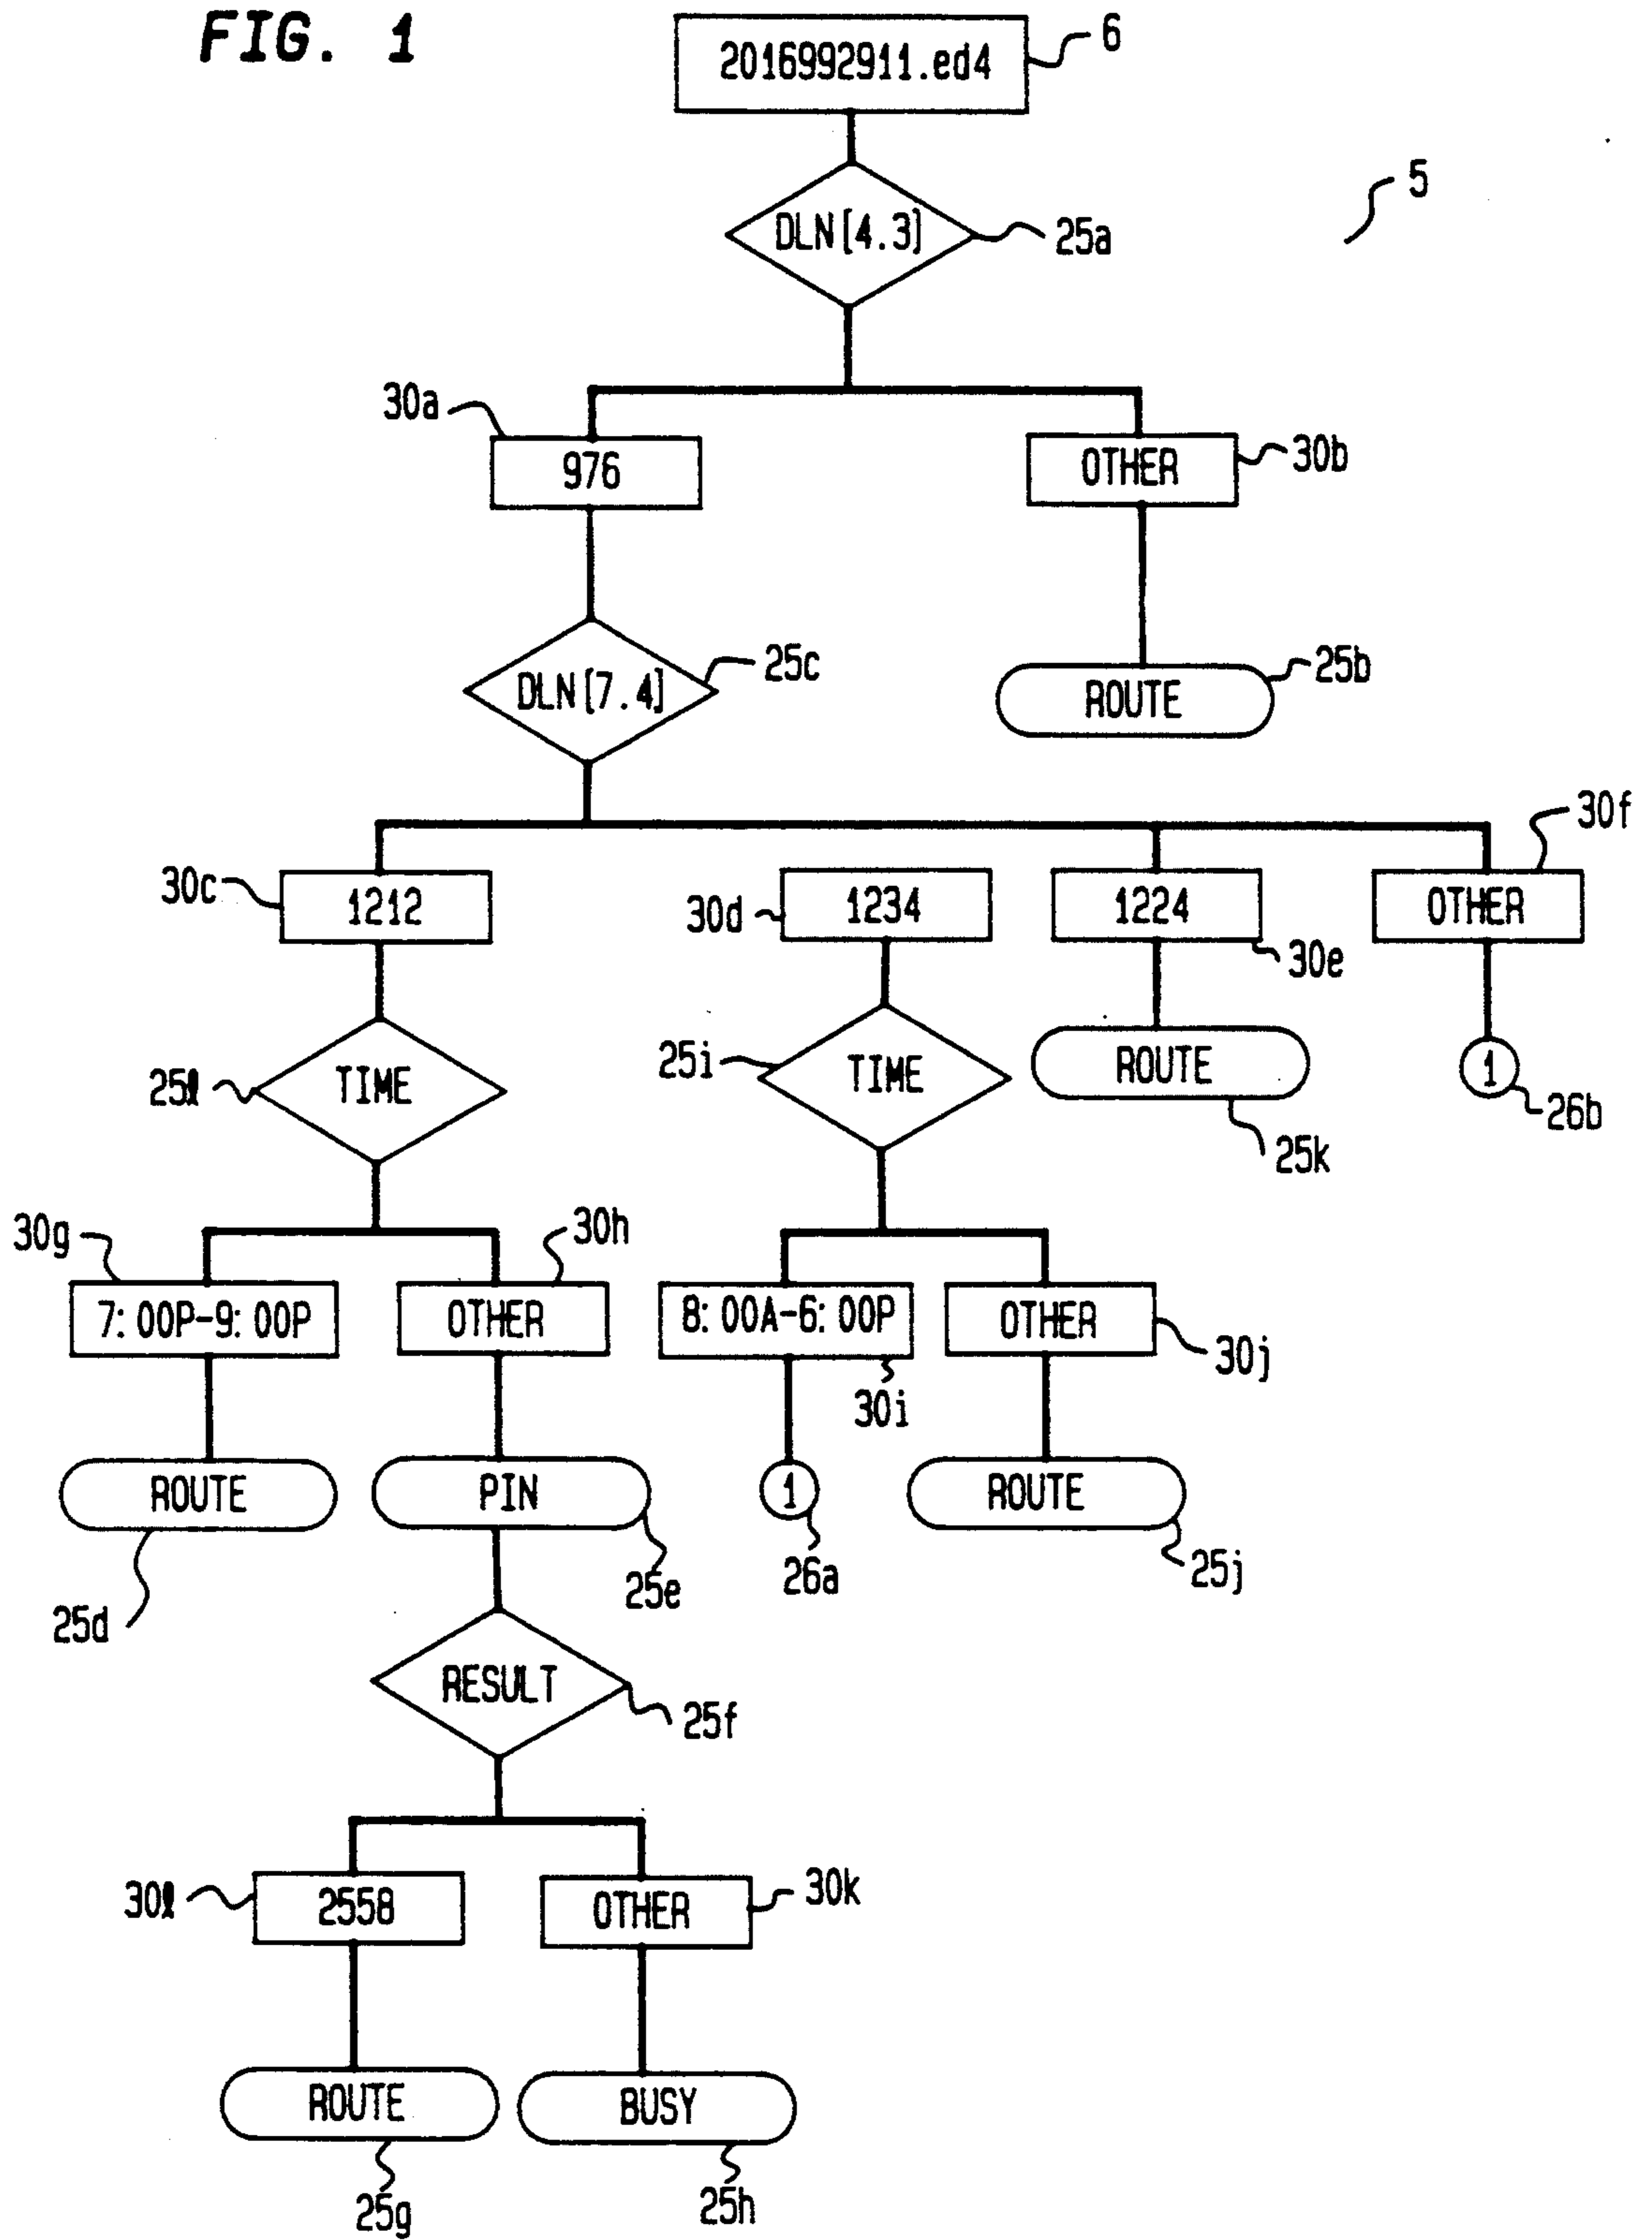 FIG. 1
2016992911.ed4
6
5
DLN[4.3]
25a
30a
976
OTHER
30b
DLN[7.4]
25c
ROUTE
25b
30f
30c
1212
30d
1234
1224
30e
OTHER
25l
TIME
25i
TIME
ROUTE
25k
1
26b
30g
7:00P-9:00P
30h
OTHER
8:00A-6:00P
30i
OTHER
30j
ROUTE
25d
PIN
25e
1
26a
ROUTE
25j
RESULT
25f
30l
2558
OTHER
30k
ROUTE
25g
BUSY
25h